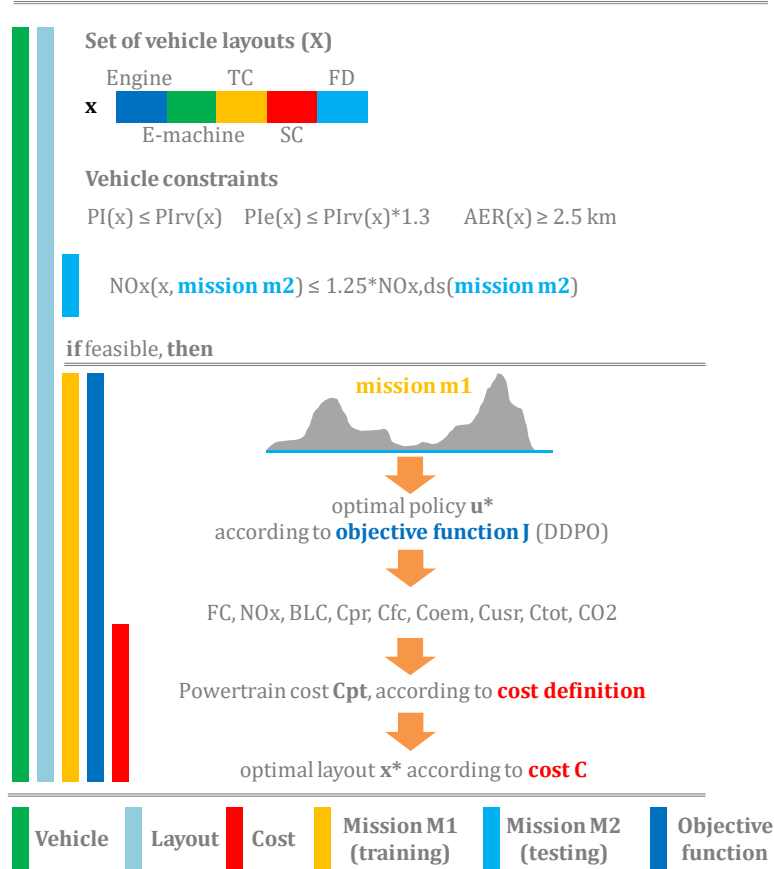 Set of vehicle layouts (X)
Engine TC FD
x
E-machine SC
Vehicle constraints
PI(x) ≤ PIrv(x) PIe(x) ≤ PIrv(x)*1.3 AER(x) ≥ 2.5 km
NOx(x, mission m2) ≤ 1.25*NOx,ds(mission m2)
if feasible, then
mission m1
optimal policy u*
according to objective function J (DDPO)
FC, NOx, BLC, Cpr, Cfc, Coem, Cusr, Ctot, CO2
Powertrain cost Cpt, according to cost definition
optimal layout x* according to cost C
Vehicle Layout Cost Mission M1 Mission M2 Objective
(training) (testing) function